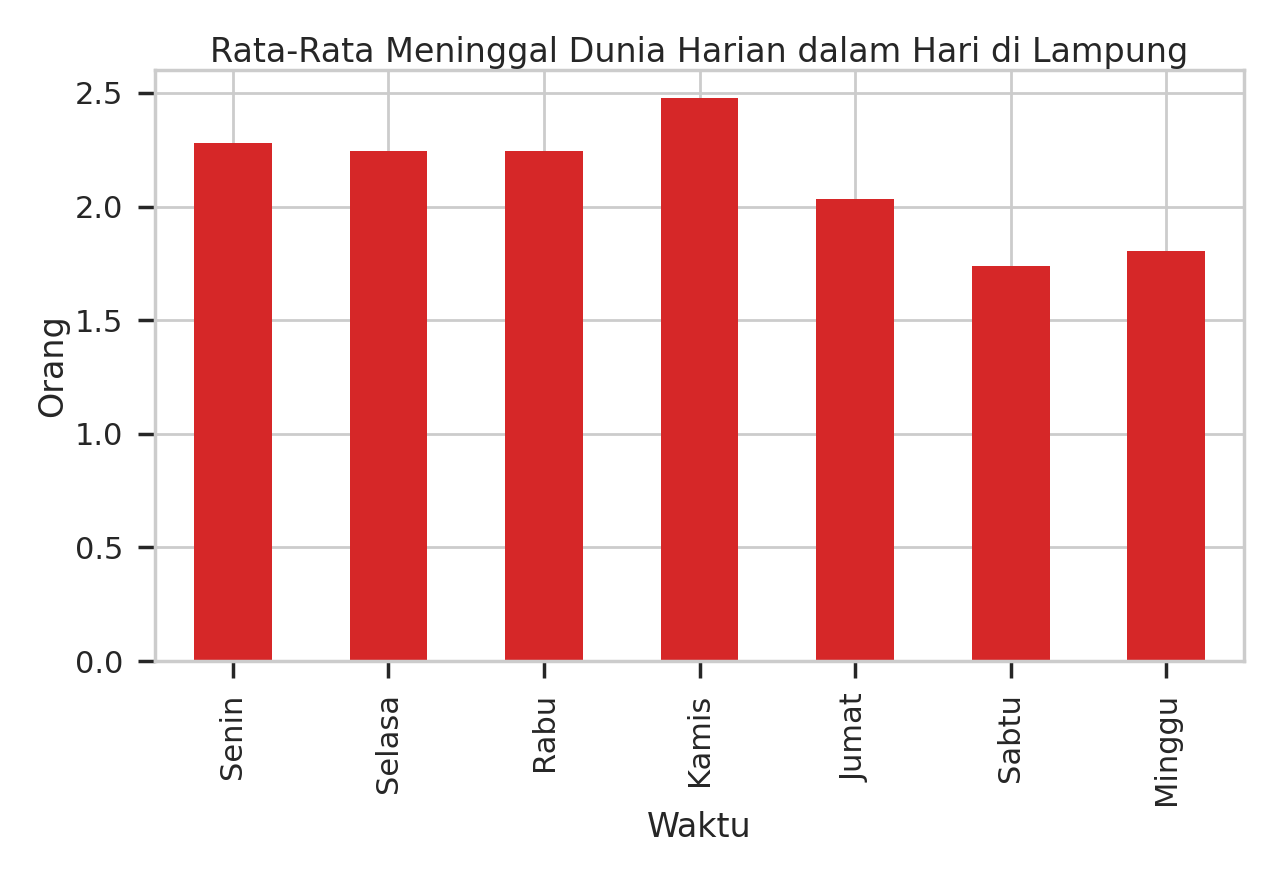 Rata-Rata Meninggal Dunia Harian dalam Hari di Lampung
2.5
2.0
1.5
1.0
0.5
0.0
Orang
Senin
Selasa
Rabu
Kamis
Jumat
Sabtu
Minggu
Waktu